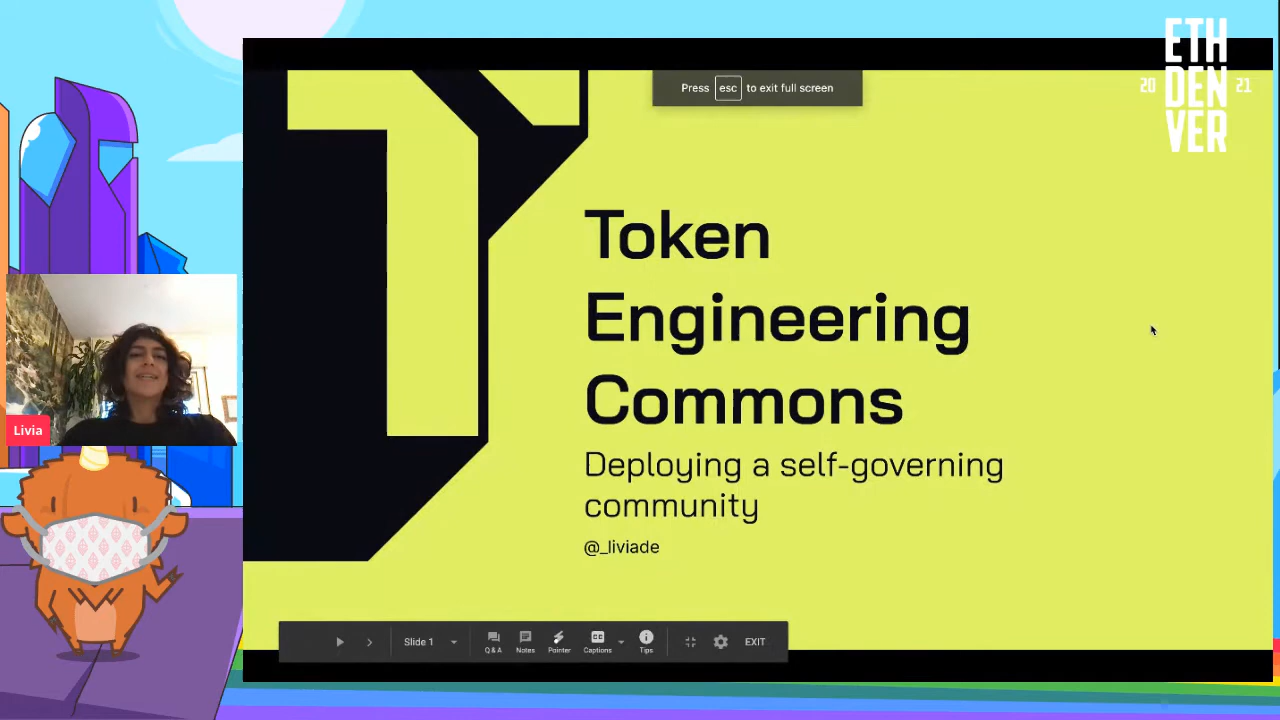 ETH
20 DEN 21
VER
Press esc to exit full screen
Token
Engineering
Commons
Deploying a self-governing
community
@_liviade
Livia
Slide 1
Q & A
Notes
Pointer
CC
Captions
Tips
EXIT